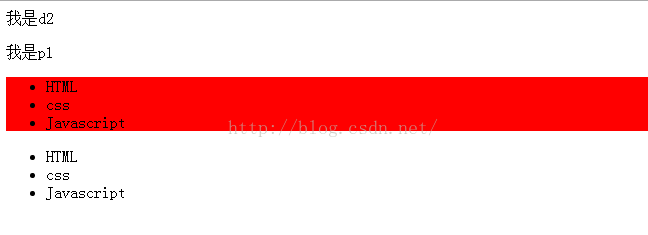 我是d2
我是p1
HTML
css
Javascript
http://blog.csdn.net/
HTML
css
Javascript